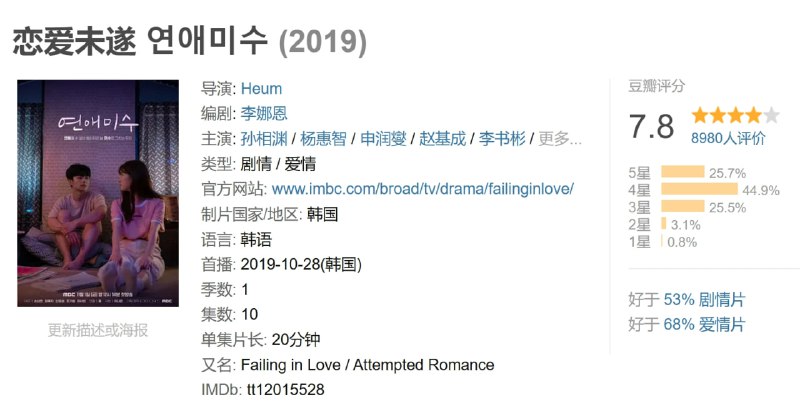 恋爱未遂 연애미수 (2019)
연애미수
MBC
MBC
更新描述或海报
导演: Heum
编剧: 李娜恩
主演: 孙相渊 / 杨惠智 / 申润燮 / 赵基成 / 李书彬 / 更多...
类型: 剧情 / 爱情
官方网站: www.imbc.com/broad/tv/drama/failinginlove/
制片国家/地区: 韩国
语言: 韩语
首播: 2019-10-28(韩国)
季数: 1
集数: 10
单集片长: 20分钟
又名: Failing in Love / Attempted Romance
IMDb: tt12015528
豆瓣评分
7.8
8980人评价
5星 25.7%
4星 44.9%
3星 25.5%
2星 3.1%
1星 0.8%
好于 53% 剧情片
好于 68% 爱情片